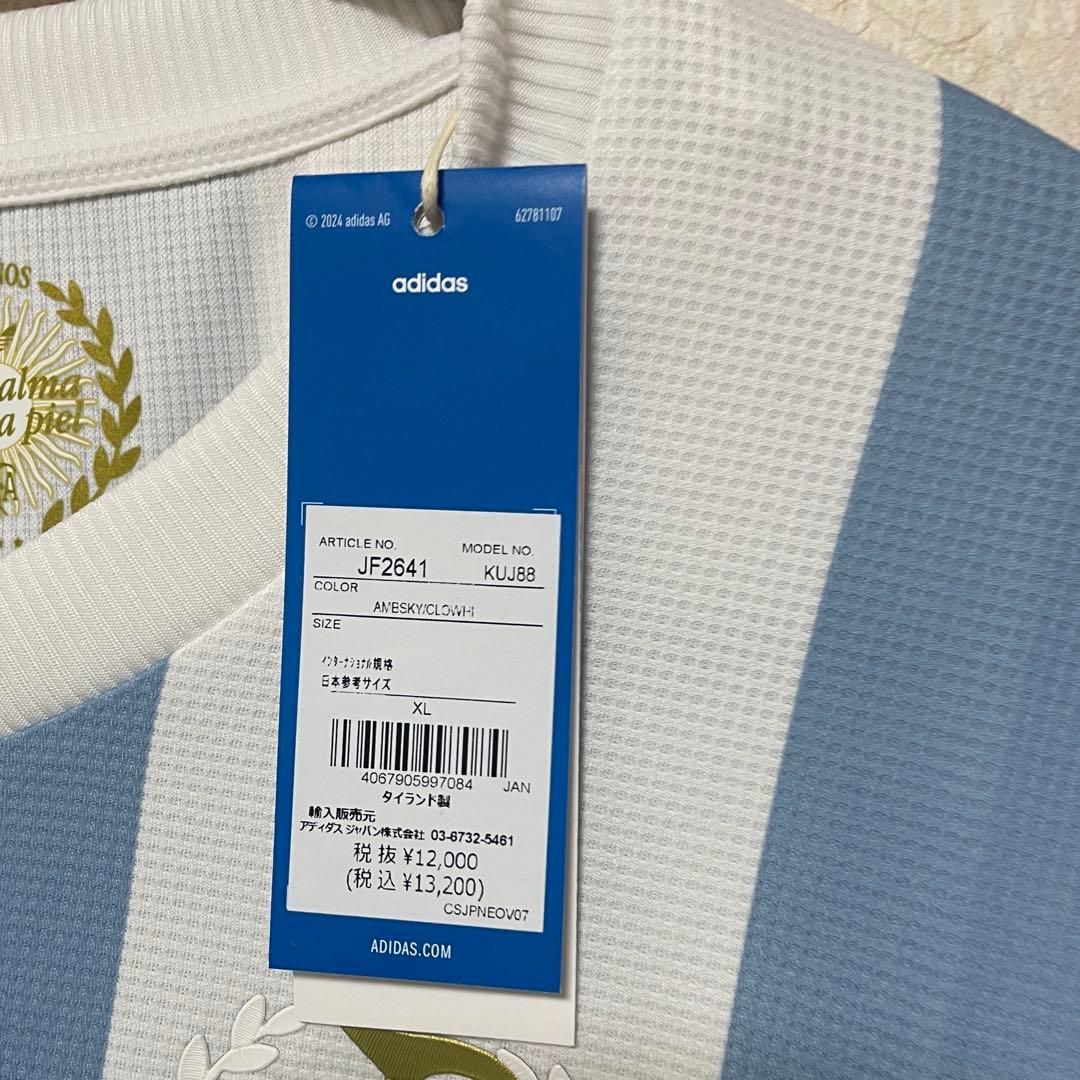 © 2024 adidas AG
62781107
adidas
NOS
alma
a piel
A
ARTICLE NO.
MODEL NO.
JF2641
KUJ88
COLOR
AMBSKY/CLOWHI
SIZE
インターナショナル規格
日本参考サイズ
XL
4067905997084
JAN
タイランド製
輸入販売元
アディダス ジャパン株式会社 03-6732-5461
税抜 ¥12,000
(税込 ¥13,200)
CSJPNEOV07
ADIDAS.COM